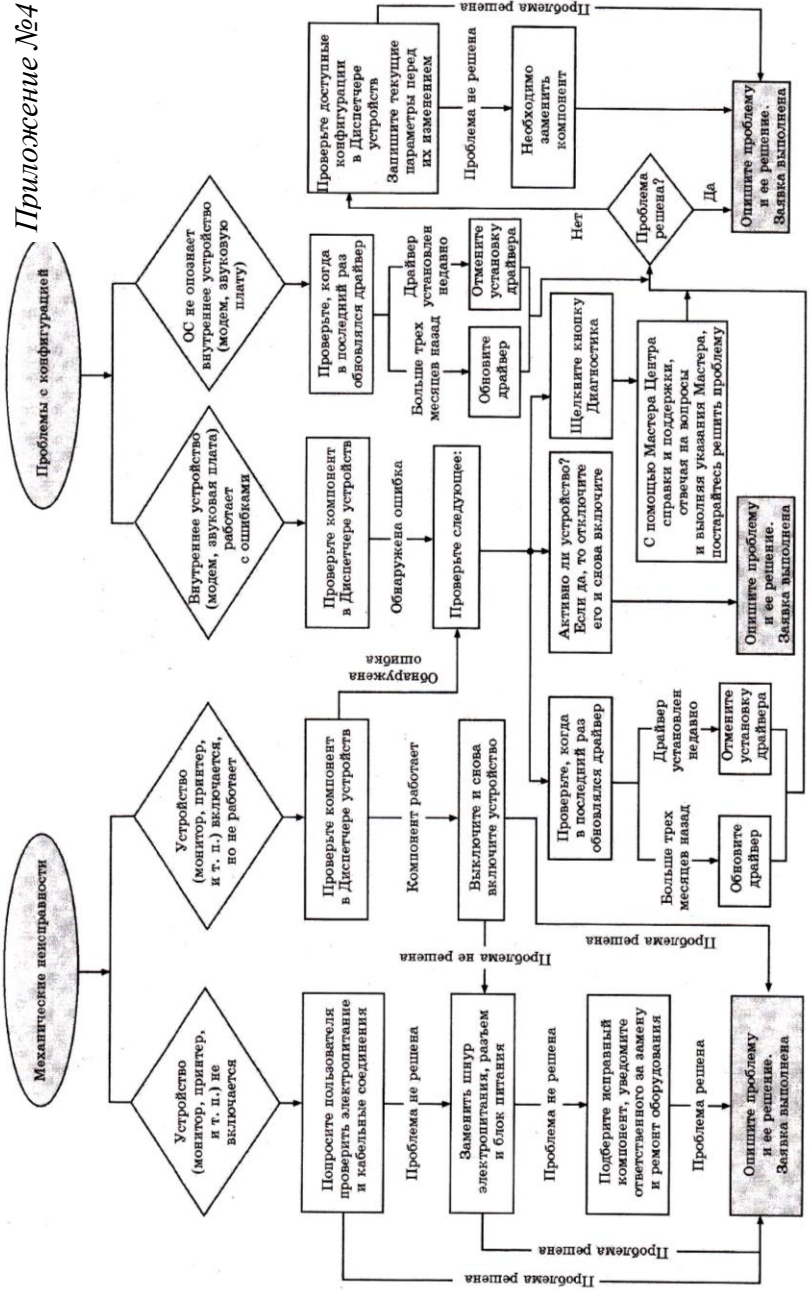 Приложение №4
Механические неисправности
Устройство
(монитор, принтер,
и т. п.) не
включается
Попросите пользователя
проверить электропитание
и кабельные соединения
Проблема не решена
Заменить шнур
электропитания, разъем
и блок питания
Проблема не решена
Подберите исправный
компонент, уведомите
ответственного за замену
и ремонт оборудования
Проблема решена
Опишите проблему
и ее решение.
Заявка выполнена
Проблема решена
Проблема решена
Устройство
(монитор, принтер,
и т. п.) включается,
но не работает
Проверьте компонент
в Диспетчере устройств
Обнаружена
ошибка
Компонент работает
Выключите и снова
включите устройство
Проблема не решена
Проблема решена
Проблемы с конфигурацией
Внутреннее устройство
(модем, звуковая плата)
работает
с ошибками
Проверьте компонент
в Диспетчере устройств
Обнаружена ошибка
Проверьте следующее:
Проверьте, когда
в последний раз
обновлялся драйвер
Больше трех
месяцев назад
Драйвер
установлен
недавно
Обновите
драйвер
Отмените
установку
драйвера
Активно ли устройство?
Если да, то отключите
его и снова включите
Опишите проблему
и ее решение.
Заявка выполнена
Щелкните кнопку
Диагностика
С помощью Мастера Центра
справки и поддержки,
отвечая на вопросы
и выолняя указания Мастера,
постарайтесь решить проблему
ОС не опознает
внутреннее устройство
(модем, звуковую
плату)
Проверьте, когда
в последний раз
обновлялся драйвер
Больше трех
месяцев назад
Драйвер
установлен
недавно
Обновите
драйвер
Отмените
установку
драйвера
Проблема
решена?
Нет
Да
Проверьте доступные
конфигурации
в Диспетчере
устройств
Запишите текущие
параметры перед
их изменением
Проблема не решена
Необходимо
заменить
компонент
Проблема решена
Опишите проблему
и ее решение.
Заявка выполнена